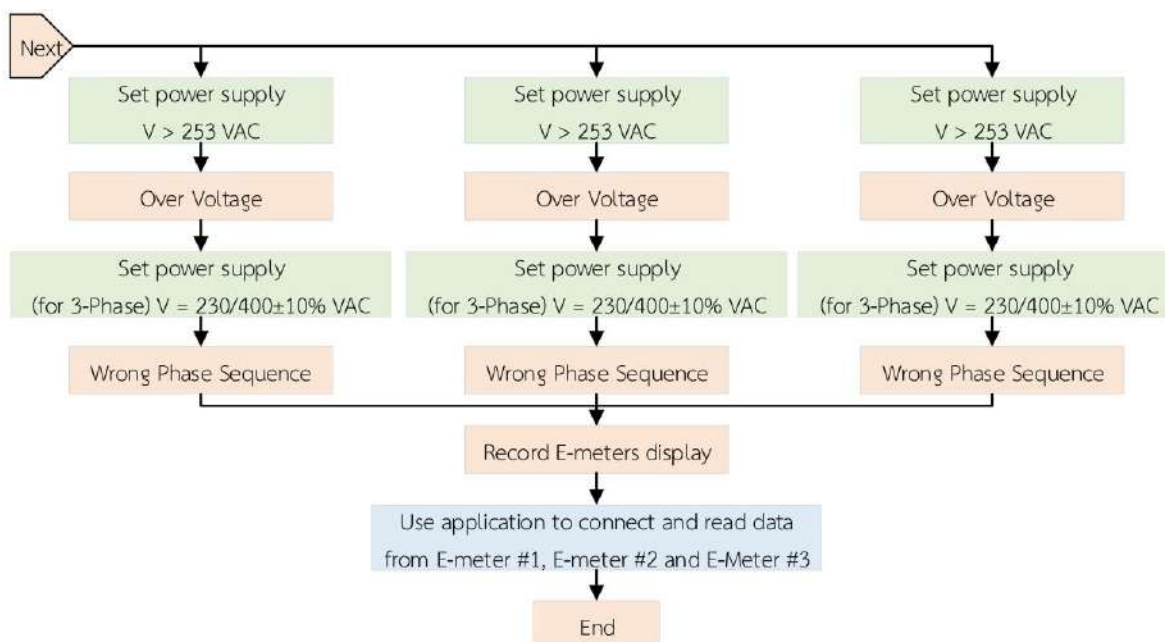 Next
Set power supply
V > 253 VAC
Set power supply
V > 253 VAC
Set power supply
V > 253 VAC
Over Voltage
Over Voltage
Over Voltage
Set power supply
(for 3-Phase) V = 230/400±10% VAC
Set power supply
(for 3-Phase) V = 230/400±10% VAC
Set power supply
(for 3-Phase) V = 230/400±10% VAC
Wrong Phase Sequence
Wrong Phase Sequence
Wrong Phase Sequence
Record E-meters display
Use application to connect and read data
from E-meter #1, E-meter #2 and E-Meter #3
End